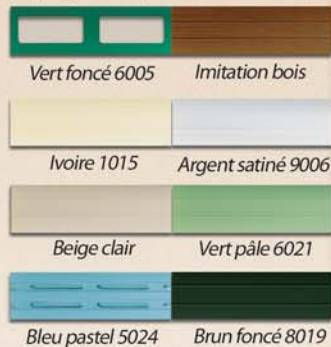 Vert foncé 6005 Imitation bois
Ivoire 1015 Argent satiné 9006
Beige clair Vert pâle 6021
Bleu pastel 5024 Brun foncé 8019